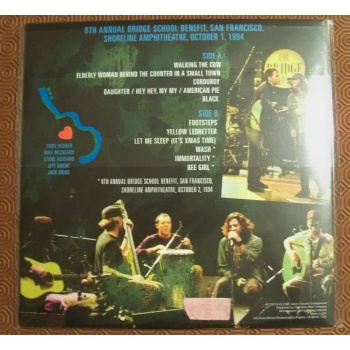 8TH ANNUAL BRIDGE SCHOOL BENEFIT, SAN FRANCISCO,
SHORELINE AMPHITHEATRE, OCTOBER 1, 1994
SIDE A
WALKING THE COW
ELDERLY WOMAN BEHIND THE COUNTER IN A SMALL TOWN
CORDUROY
DAUGHTER / HEY HEY, MY MY / AMERICAN PIE
BLACK
SIDE B
FOOTSTEPS
YELLOW LEDBETTER
LET ME SLEEP (IT'S XMAS TIME)
WASH *
IMMORTALITY *
BEE GIRL *
* 8TH ANNUAL BRIDGE SCHOOL BENEFIT, SAN FRANCISCO,
SHORELINE AMPHITHEATRE, OCTOBER 2, 1994
EDDIE VEDDER
MIKE MCCREADY
STONE GOSSARD
JEFF AMENT
JACK IRONS
THE
BRIDGE